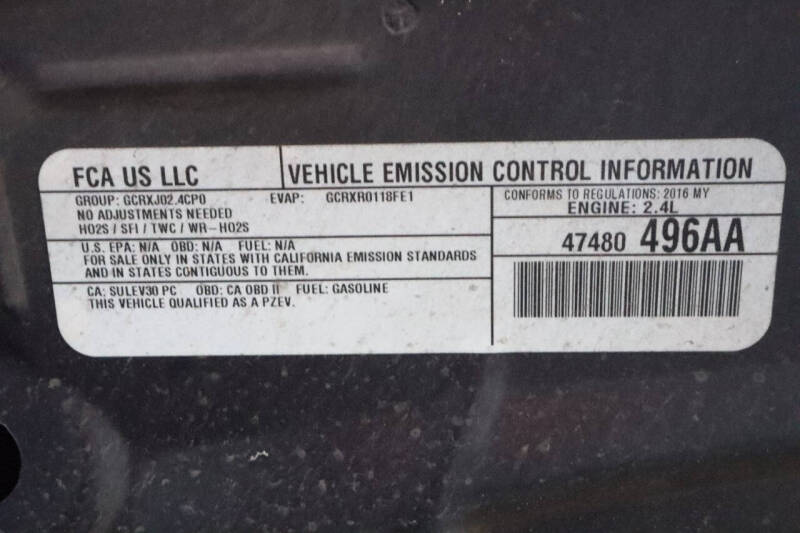 FCA US LLC
VEHICLE EMISSION CONTROL INFORMATION
GROUP: GCRXJ02.4CP0 EVAP: GCRXR0118FE1
NO ADJUSTMENTS NEEDED
HO2S / SFI / TWC / WR-HO2S
CONFORMS TO REGULATIONS: 2016 MY
ENGINE: 2.4L
47480 496AA
U.S. EPA: N/A OBD: N/A FUEL: N/A
FOR SALE ONLY IN STATES WITH CALIFORNIA EMISSION STANDARDS
AND IN STATES CONTIGUOUS TO THEM.
CA: SULEV30 PC OBD: CA OBD II FUEL: GASOLINE
THIS VEHICLE QUALIFIED AS A PZEV.